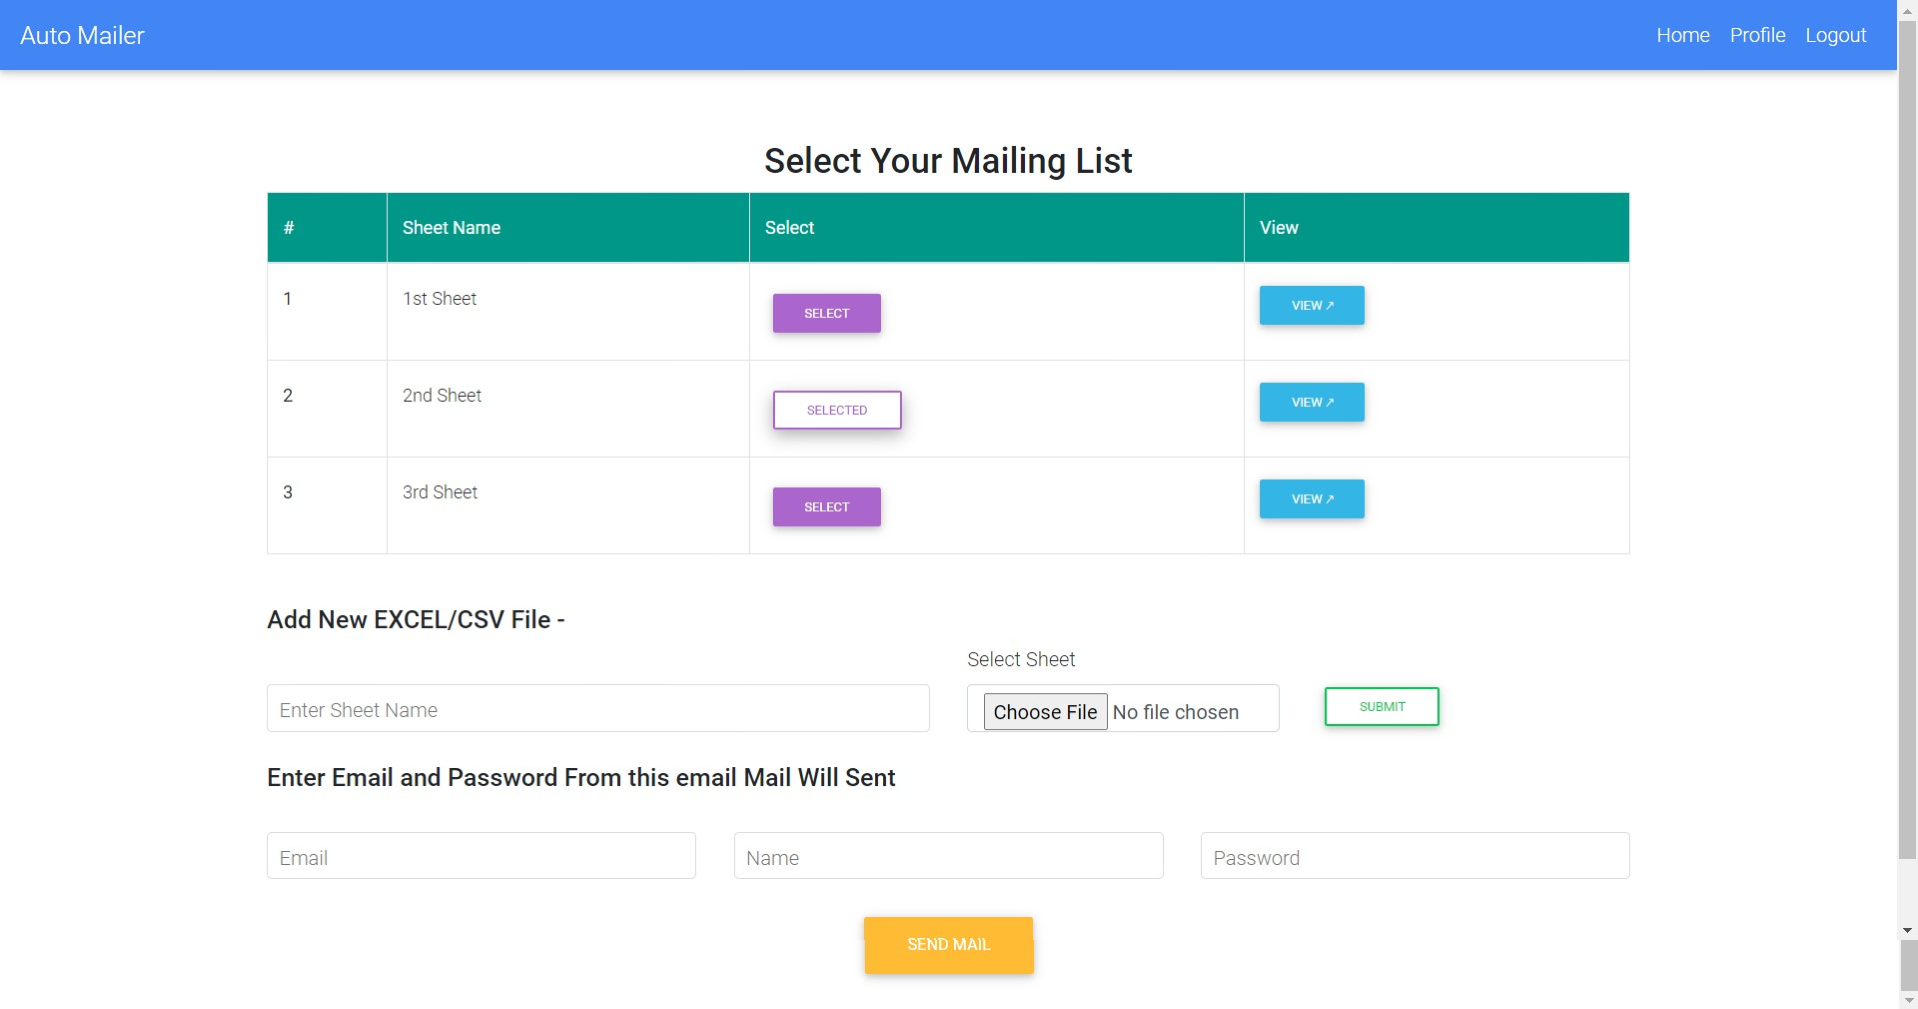 Auto Mailer Home Profile Logout
Select Your Mailing List
# Sheet Name Select View
1 1st Sheet SELECT VIEW ↗
2 2nd Sheet SELECTED VIEW ↗
3 3rd Sheet SELECT VIEW ↗
Add New EXCEL/CSV File -
Select Sheet
Enter Sheet Name Choose File No file chosen SUBMIT
Enter Email and Password From this email Mail Will Sent
Email Name Password
SEND MAIL